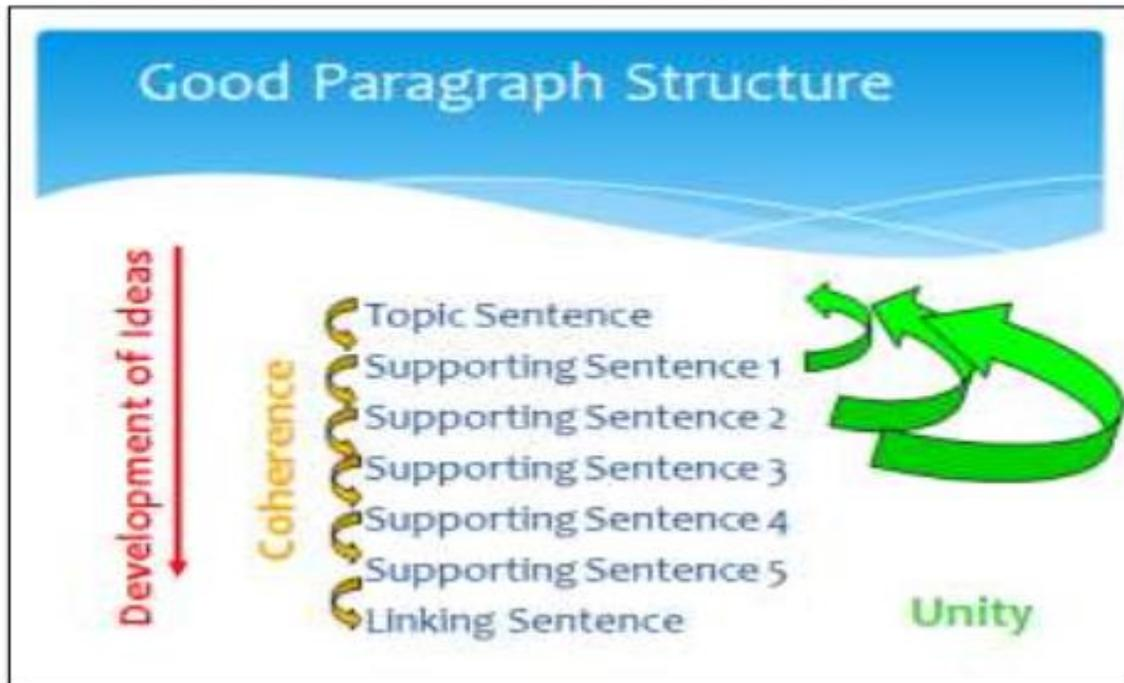 Good Paragraph Structure
Development of Ideas
Coherence
Topic Sentence
Supporting Sentence 1
Supporting Sentence 2
Supporting Sentence 3
Supporting Sentence 4
Supporting Sentence 5
Linking Sentence
Unity